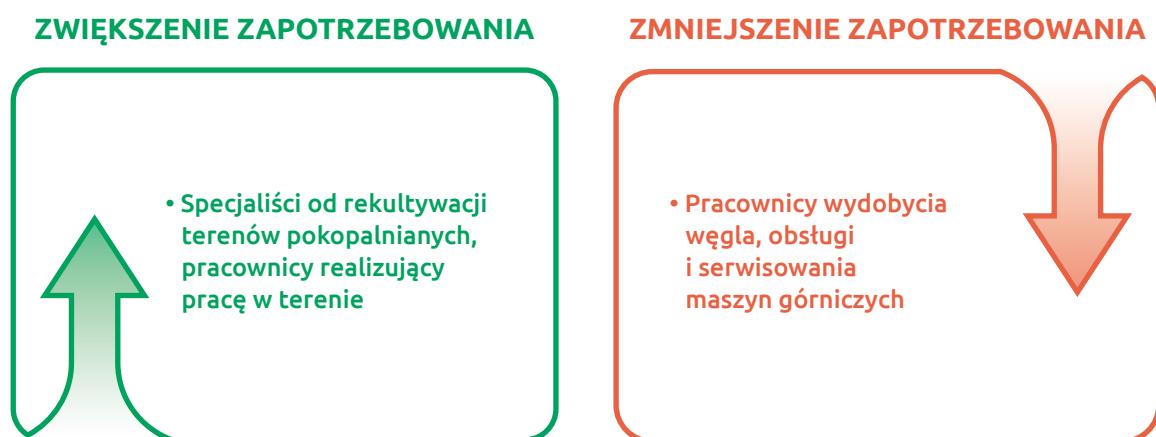 ZWIĘKSZENIE ZAPOTRZEBOWANIA
• Specjaliści od rekultywacji
terenów pokopalnianych,
pracownicy realizujący
pracę w terenie
ZMNIEJSZENIE ZAPOTRZEBOWANIA
• Pracownicy wydobycia
węgla, obsługi
i serwisowania
maszyn górniczych